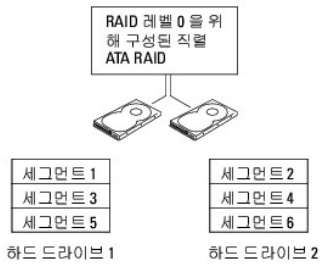 RAID 레벨 0 을 위
해 구성된 직렬
ATA RAID
세그먼트 1
세그먼트 2
세그먼트 3
세그먼트 4
세그먼트 5
세그먼트 6
하드 드라이브 1
하드 드라이브 2